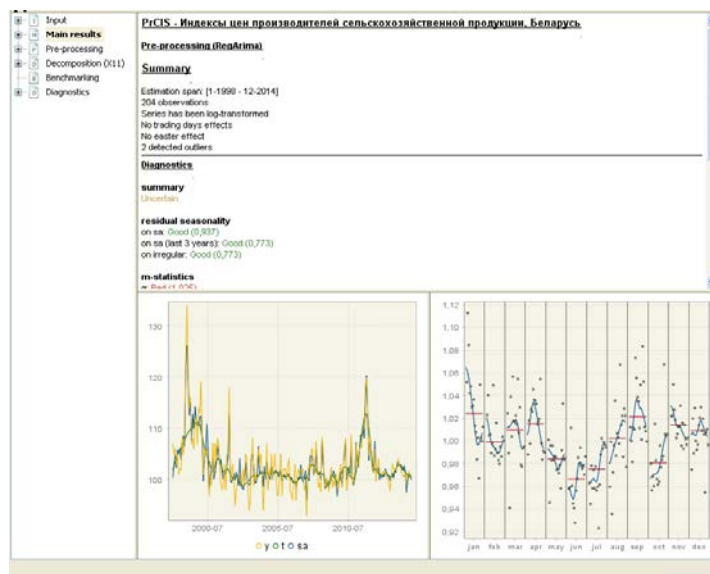 Input
Main results
Pre-processing
Decomposition (X11)
Benchmarking
Diagnostics
PrCIS - Индексы цен производителей сельскохозяйственной продукции, Беларусь
Pre-processing (RegArima)
Summary
Estimation span: [1-1998 - 12-2014]
204 observations
Series has been log-transformed
No trading days effects
No easter effect
2 detected outliers
Diagnostics
summary
Uncertain
residual seasonality
on sa: Good (0,937)
on sa (last 3 years): Good (0,773)
on irregular: Good (0,773)
m-statistics
q: Bad (1,025)
130
120
110
100
2000-07 2005-07 2010-07
y t sa
1,12
1,10
1,08
1,06
1,04
1,02
1,00
0,98
0,96
0,94
0,92
jan feb mar apr may jun jul aug sep oct nov dec